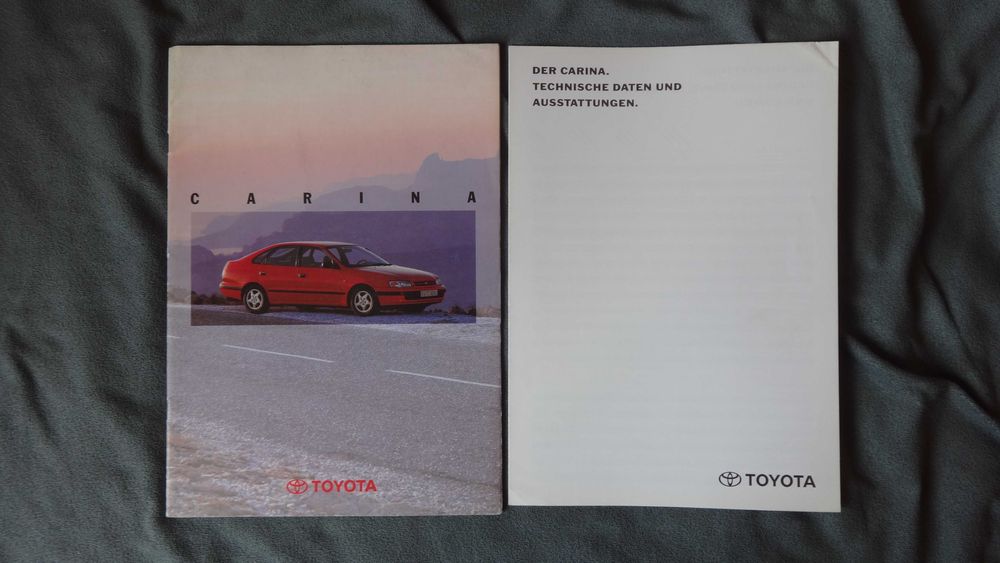 CARINA
TOYOTA
DER CARINA.
TECHNISCHE DATEN UND
AUSSTATTUNGEN.
TOYOTA